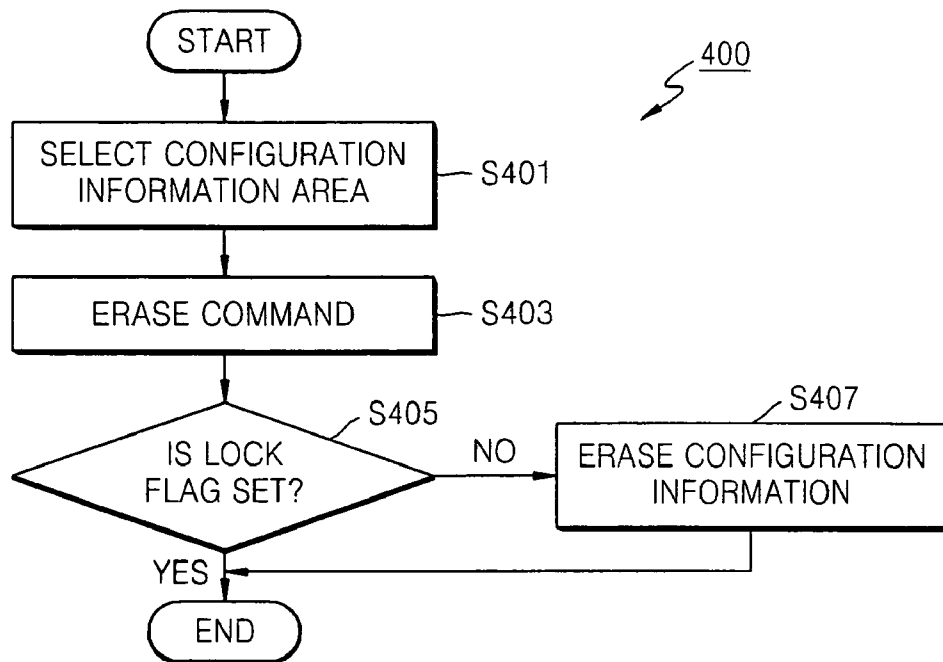 START
400
SELECT CONFIGURATION
INFORMATION AREA
S401
ERASE COMMAND
S403
S405
IS LOCK
FLAG SET?
NO
S407
ERASE CONFIGURATION
INFORMATION
YES
END